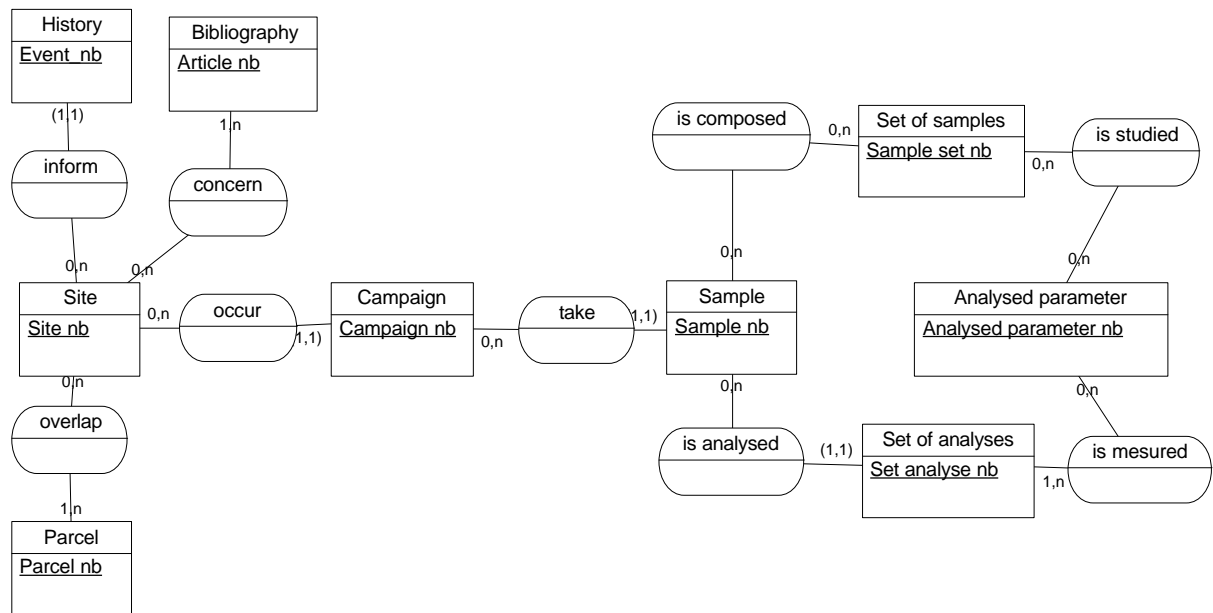 History
Event_nb
(1,1)
inform
0,n
Bibliography
Article nb
1,n
concern
0,n
Site
Site nb
0,n
occur
1,1)
Campaign
Campaign nb
0,n
take
(1,1)
Sample
Sample nb
0,n
overlap
1,n
Parcel
Parcel nb
0,n
is composed
0,n
Set of samples
Sample set nb
0,n
is studied
0,n
Analysed parameter
Analysed parameter nb
0,n
is mesured
1,n
Set of analyses
Set analyse nb
(1,1)
is analysed
0,n